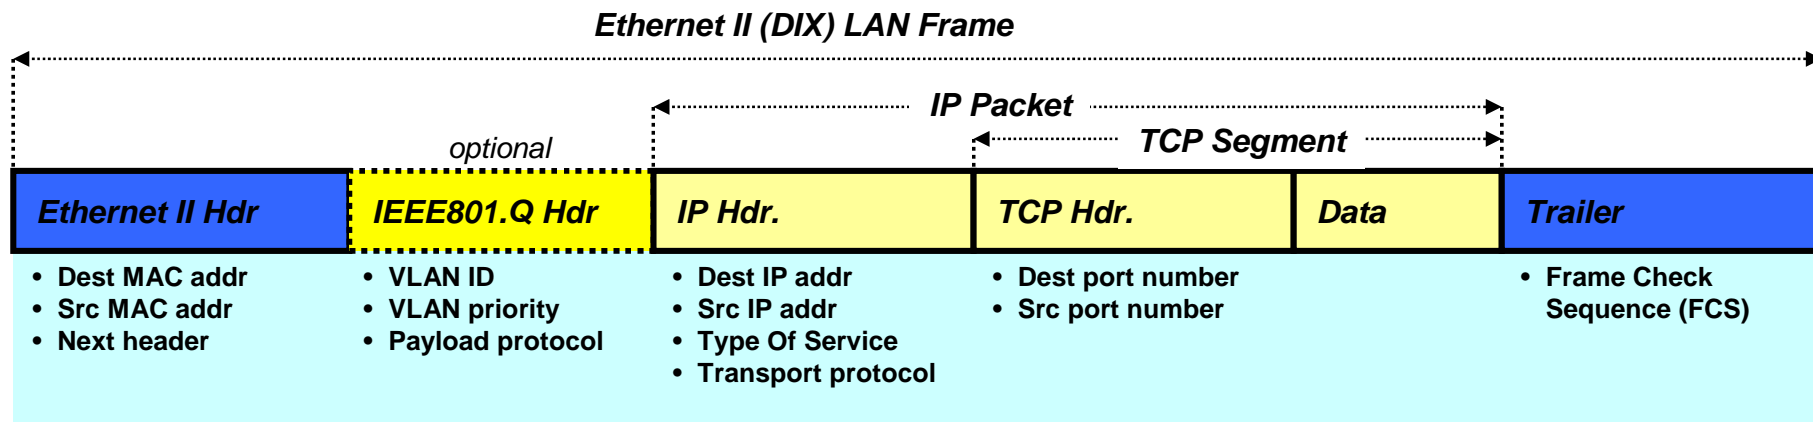 Ethernet II (DIX) LAN Frame
IP Packet
optional
TCP Segment
Ethernet II Hdr
IEEE801.Q Hdr
IP Hdr.
TCP Hdr.
Data
Trailer
• Dest MAC addr
• Src MAC addr
• Next header
• VLAN ID
• VLAN priority
• Payload protocol
• Dest IP addr
• Src IP addr
• Type Of Service
• Transport protocol
• Dest port number
• Src port number
• Frame Check
Sequence (FCS)